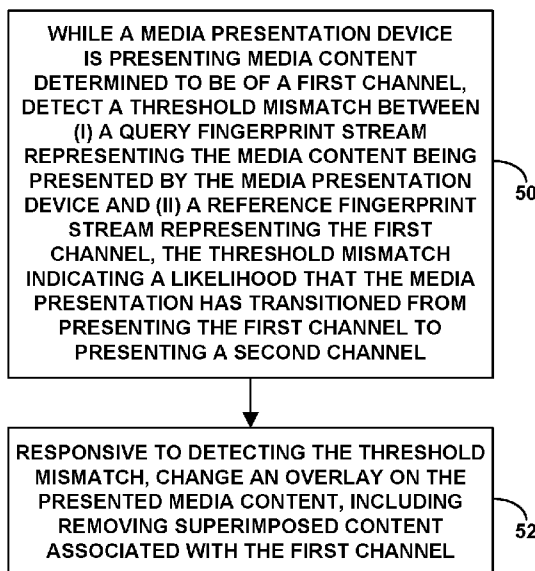 WHILE A MEDIA PRESENTATION DEVICE
IS PRESENTING MEDIA CONTENT
DETERMINED TO BE OF A FIRST CHANNEL,
DETECT A THRESHOLD MISMATCH BETWEEN
(I) A QUERY FINGERPRINT STREAM
REPRESENTING THE MEDIA CONTENT BEING
PRESENTED BY THE MEDIA PRESENTATION
DEVICE AND (II) A REFERENCE FINGERPRINT
STREAM REPRESENTING THE FIRST
CHANNEL, THE THRESHOLD MISMATCH
INDICATING A LIKELIHOOD THAT THE MEDIA
PRESENTATION HAS TRANSITIONED FROM
PRESENTING THE FIRST CHANNEL TO
PRESENTING A SECOND CHANNEL
50
RESPONSIVE TO DETECTING THE THRESHOLD
MISMATCH, CHANGE AN OVERLAY ON THE
PRESENTED MEDIA CONTENT, INCLUDING
REMOVING SUPERIMPOSED CONTENT
ASSOCIATED WITH THE FIRST CHANNEL
52